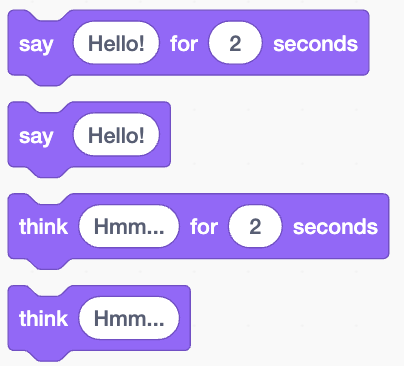 say Hello! for 2 seconds
say Hello!
think Hmm... for 2 seconds
think Hmm...